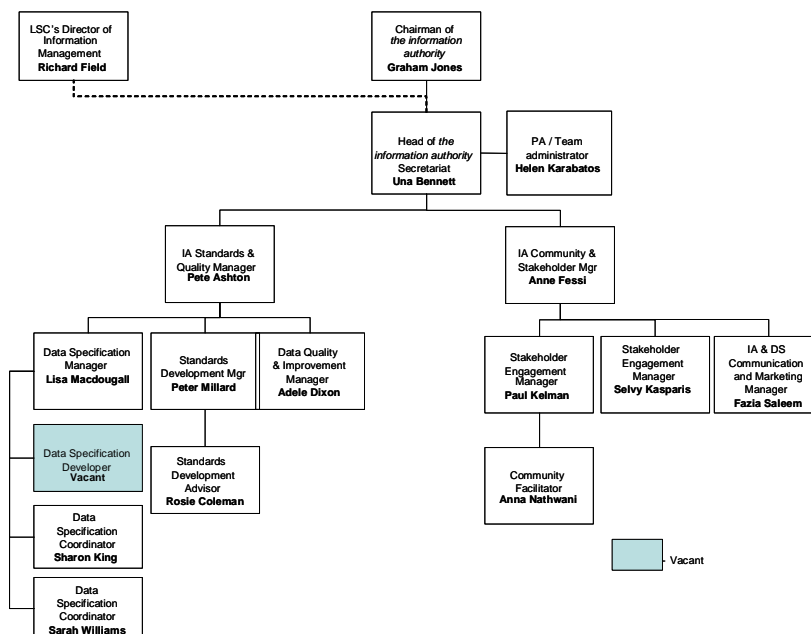 LSC's Director of
Information
Management
Richard Field
Chairman of
the information
authority
Graham Jones
Head of the
information authority
Secretariat
Una Bennett
PA / Team
administrator
Helen Karabatos
IA Standards &
Quality Manager
Pete Ashton
IA Community &
Stakeholder Mgr
Anne Fessi
Data Specification
Manager
Lisa Macdougall
Standards
Development Mgr
Peter Millard
Data Quality
& Improvement
Manager
Adele Dixon
Stakeholder
Engagement
Manager
Paul Kelman
Stakeholder
Engagement
Manager
Selvy Kasparis
IA & DS
Communication
and Marketing
Manager
Fazia Saleem
Data Specification
Developer
Vacant
Standards
Development
Advisor
Rosie Coleman
Community
Facilitator
Anna Nathwani
Data
Specification
Coordinator
Sharon King
- Vacant
Data
Specification
Coordinator
Sarah Williams